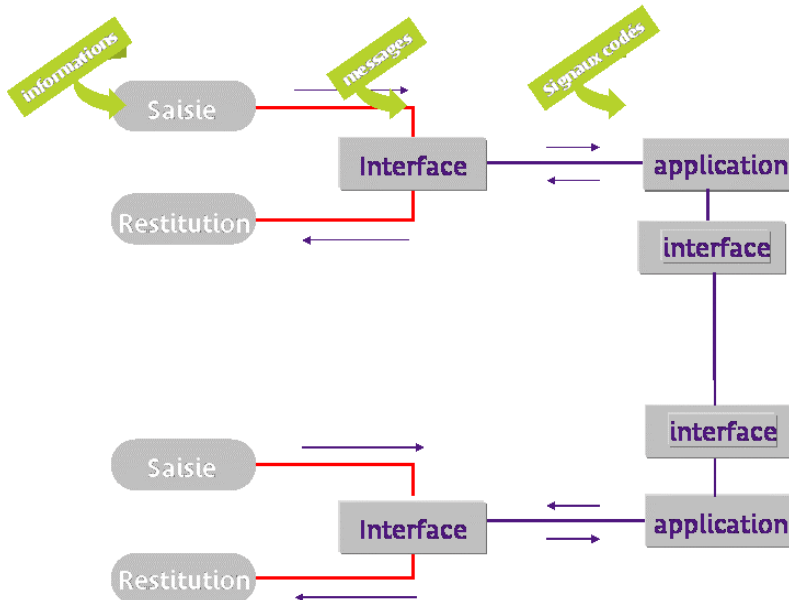 informations
messages
Signaux codés
Saisie
Interface
application
Restitution
interface
interface
Saisie
Interface
application
Restitution